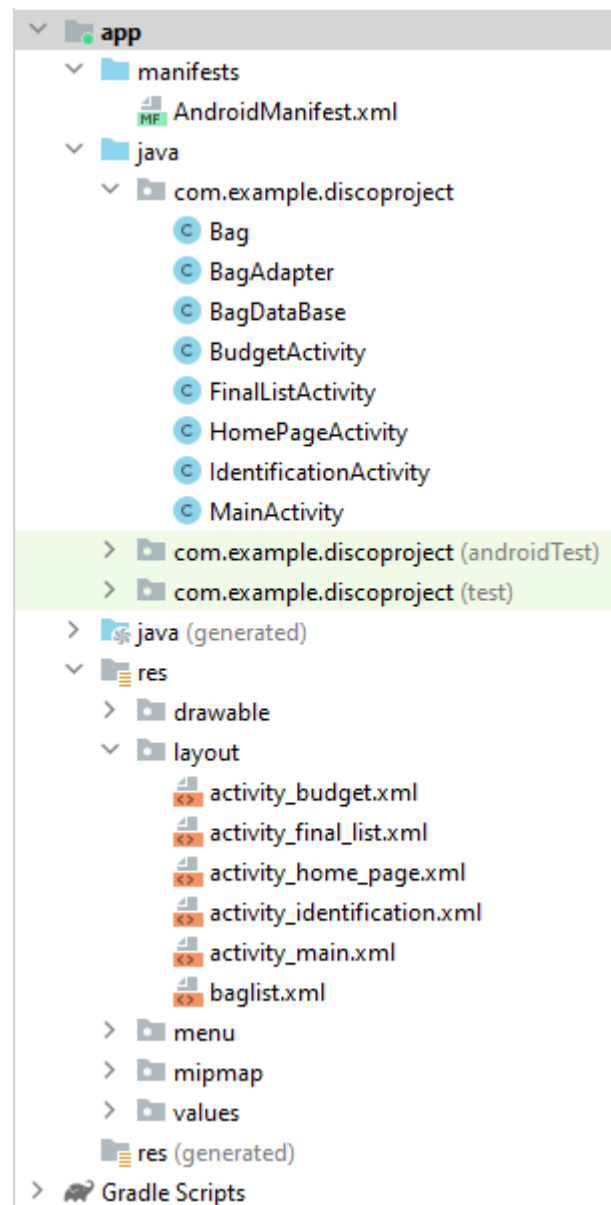 app
manifests
MF AndroidManifest.xml
java
com.example.discoproject
C Bag
C BagAdapter
C BagDataBase
C BudgetActivity
C FinalListActivity
C HomePageActivity
C IdentificationActivity
C MainActivity
com.example.discoproject (androidTest)
com.example.discoproject (test)
java (generated)
res
drawable
layout
<> activity_budget.xml
<> activity_final_list.xml
<> activity_home_page.xml
<> activity_identification.xml
<> activity_main.xml
<> baglist.xml
menu
mipmap
values
res (generated)
Gradle Scripts